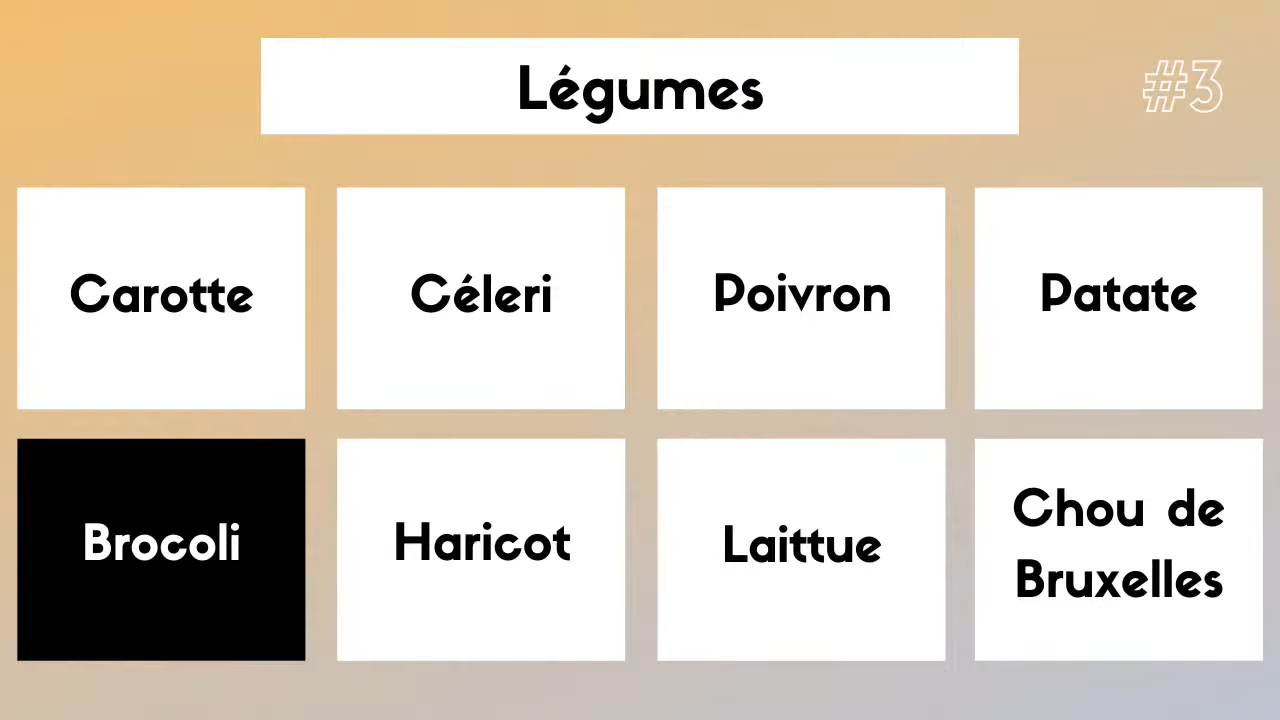 Légumes
#3
Carotte
Céleri
Poivron
Patate
Brocoli
Haricot
Laittue
Chou de
Bruxelles